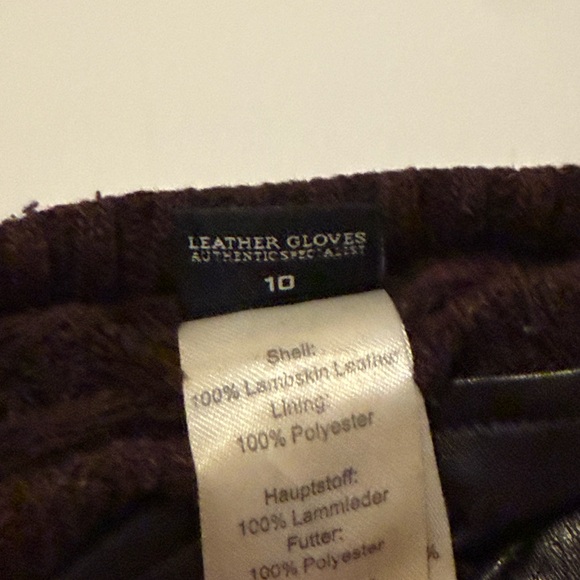 LEATHER GLOVES
AUTHENTIC SPECIALIST
10
Shell:
100% Lambskin Leather
Lining:
100% Polyester
Hauptstoff:
100% Lammleder
Futter:
100% Polyester
%